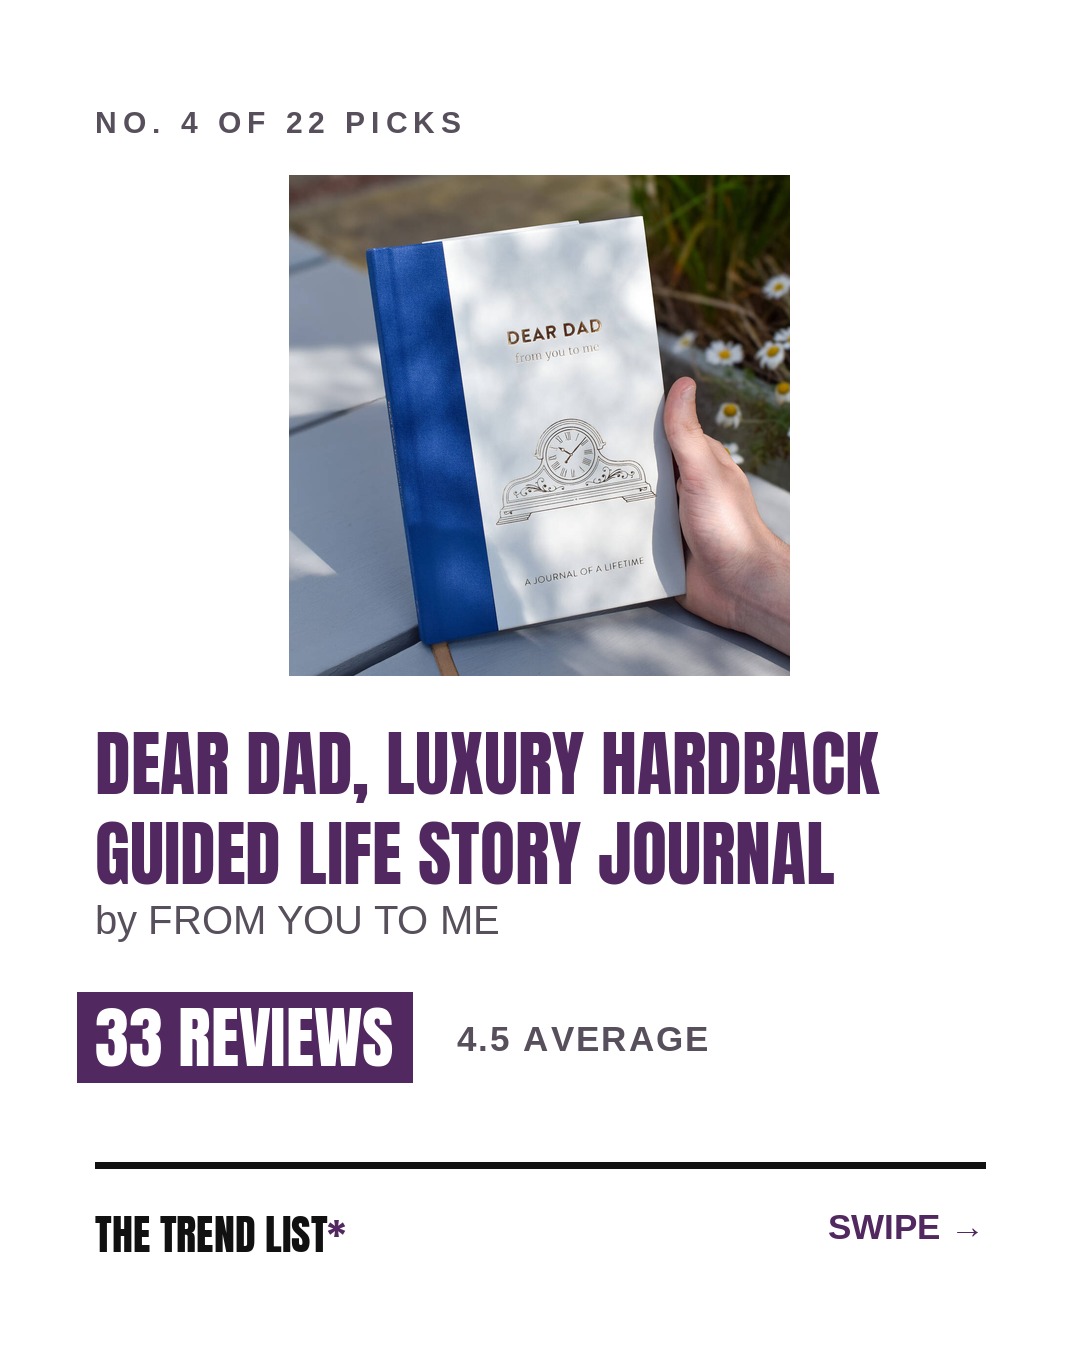 NO. 4 OF 22 PICKS
DEAR DAD
from you to me
A JOURNAL OF A LIFETIME
DEAR DAD, LUXURY HARDBACK
GUIDED LIFE STORY JOURNAL
by FROM YOU TO ME
33 REVIEWS
4.5 AVERAGE
THE TREND LIST*
SWIPE →